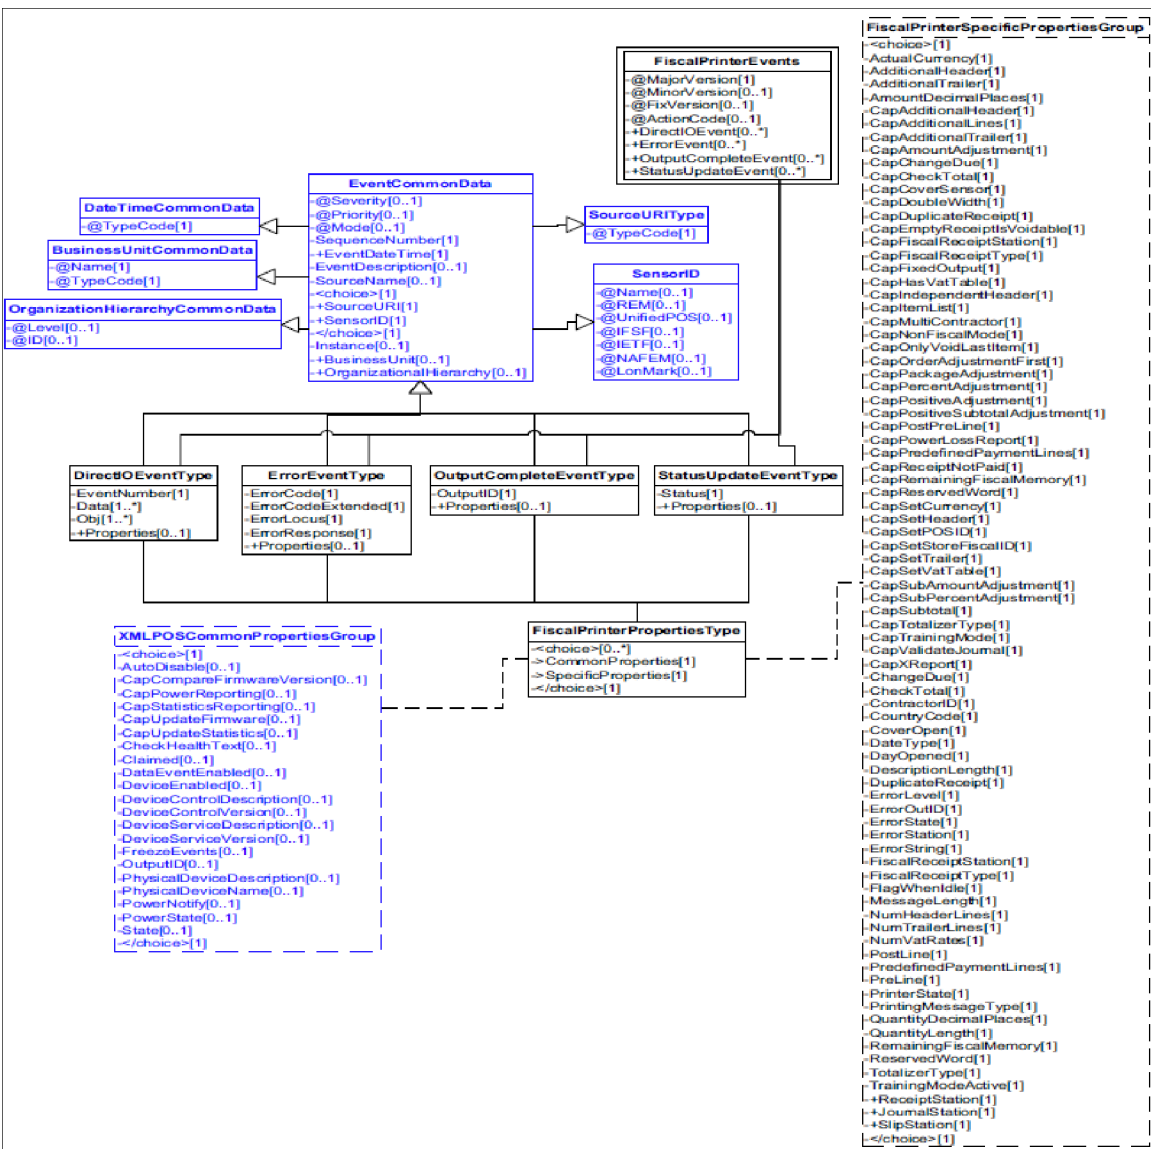 FiscalPrinterEvents
-@MajorVersion[1]
-@MinorVersion[0..1]
-@FixVersion[0..1]
-@ActionCode[0..1]
-+DirectIOEvent[0..*]
-+ErrorEvent[0..*]
-+OutputCompleteEvent[0..*]
-+StatusUpdateEvent[0..*]
EventCommonData
-@Severity[0..1]
-@Priority[0..1]
-@Mode[0..1]
-SequenceNumber[1]
-+EventDateTime[1]
-EventDescription[0..1]
-SourceName[0..1]
-<choice>[1]
-+SourceURI[1]
-+SensorID[1]
-</choice>[1]
-Instance[0..1]
-+BusinessUnit[0..1]
-+OrganizationalHierarchy[0..1]
DateTimeCommonData
-@TypeCode[1]
BusinessUnitCommonData
-@Name[1]
-@TypeCode[1]
OrganizationHierarchyCommonData
-@Level[0..1]
-@ID[0..1]
SourceURIType
-@TypeCode[1]
SensorID
-@Name[0..1]
-@REM[0..1]
-@UnifiedPOS[0..1]
-@IFSF[0..1]
-@IETF[0..1]
-@NAFEM[0..1]
-@LonMark[0..1]
DirectIOEventType
-EventNumber[1]
-Data[1..*]
-Obj[1..*]
-+Properties[0..1]
ErrorEventType
-ErrorCode[1]
-ErrorCodeExtended[1]
-ErrorLocus[1]
-ErrorResponse[1]
-+Properties[0..1]
OutputCompleteEventType
-OutputID[1]
-+Properties[0..1]
StatusUpdateEventType
-Status[1]
-+Properties[0..1]
FiscalPrinterPropertiesType
-<choice>[0..*]
->CommonProperties[1]
->SpecificProperties[1]
-</choice>[1]
XMLPOSCommonPropertiesGroup
-<choice>[1]
-AutoDisable[0..1]
-CapCompareFirmwareVersion[0..1]
-CapPowerReporting[0..1]
-CapStatisticsReporting[0..1]
-CapUpdateFirmware[0..1]
-CapUpdateStatistics[0..1]
-CheckHealthText[0..1]
-Claimed[0..1]
-DataEventEnabled[0..1]
-DeviceEnabled[0..1]
-DeviceControlDescription[0..1]
-DeviceControlVersion[0..1]
-DeviceServiceDescription[0..1]
-DeviceServiceVersion[0..1]
-FreezeEvents[0..1]
-OutputID[0..1]
-PhysicalDeviceDescription[0..1]
-PhysicalDeviceName[0..1]
-PowerNotify[0..1]
-PowerState[0..1]
-State[0..1]
-</choice>[1]
FiscalPrinterSpecificPropertiesGroup
-<choice>[1]
-ActualCurrency[1]
-AdditionalHeader[1]
-AdditionalTrailer[1]
-AmountDecimalPlaces[1]
-CapAdditionalHeader[1]
-CapAdditionalLines[1]
-CapAdditionalTrailer[1]
-CapAmountAdjustment[1]
-CapChangeDue[1]
-CapCheckTotal[1]
-CapCoverSensor[1]
-CapDoubleWidth[1]
-CapDuplicateReceipt[1]
-CapEmptyReceiptIsVoidable[1]
-CapFiscalReceiptStation[1]
-CapFiscalReceiptType[1]
-CapFixedOutput[1]
-CapHasVatTable[1]
-CapIndependentHeader[1]
-CapItemList[1]
-CapMultiContractor[1]
-CapNonFiscalMode[1]
-CapOnlyVoidLastItem[1]
-CapOrderAdjustmentFirst[1]
-CapPackageAdjustment[1]
-CapPercentAdjustment[1]
-CapPositiveAdjustment[1]
-CapPositiveSubtotalAdjustment[1]
-CapPostPreLine[1]
-CapPowerLossReport[1]
-CapPredefinedPaymentLines[1]
-CapReceiptNotPaid[1]
-CapRemainingFiscalMemory[1]
-CapReservedWord[1]
-CapSetCurrency[1]
-CapSetHeader[1]
-CapSetPOSID[1]
-CapSetStoreFiscalID[1]
-CapSetTrailer[1]
-CapSetVatTable[1]
-CapSubAmountAdjustment[1]
-CapSubPercentAdjustment[1]
-CapSubtotal[1]
-CapTotalizerType[1]
-CapTrainingMode[1]
-CapValidateJournal[1]
-CapXReport[1]
-ChangeDue[1]
-CheckTotal[1]
-ContractorID[1]
-CountryCode[1]
-CoverOpen[1]
-DateType[1]
-DayOpened[1]
-DescriptionLength[1]
-DuplicateReceipt[1]
-ErrorLevel[1]
-ErrorOutID[1]
-ErrorState[1]
-ErrorStation[1]
-ErrorString[1]
-FiscalReceiptStation[1]
-FiscalReceiptType[1]
-FlagWhenIdle[1]
-MessageLength[1]
-NumHeaderLines[1]
-NumTrailerLines[1]
-NumVatRates[1]
-PostLine[1]
-PredefinedPaymentLines[1]
-PreLine[1]
-PrinterState[1]
-PrintingMessageType[1]
-QuantityDecimalPlaces[1]
-QuantityLength[1]
-RemainingFiscalMemory[1]
-ReservedWord[1]
-TotalizerType[1]
-TrainingModeActive[1]
-+ReceiptStation[1]
-+JournalStation[1]
-+SlipStation[1]
-</choice>[1]